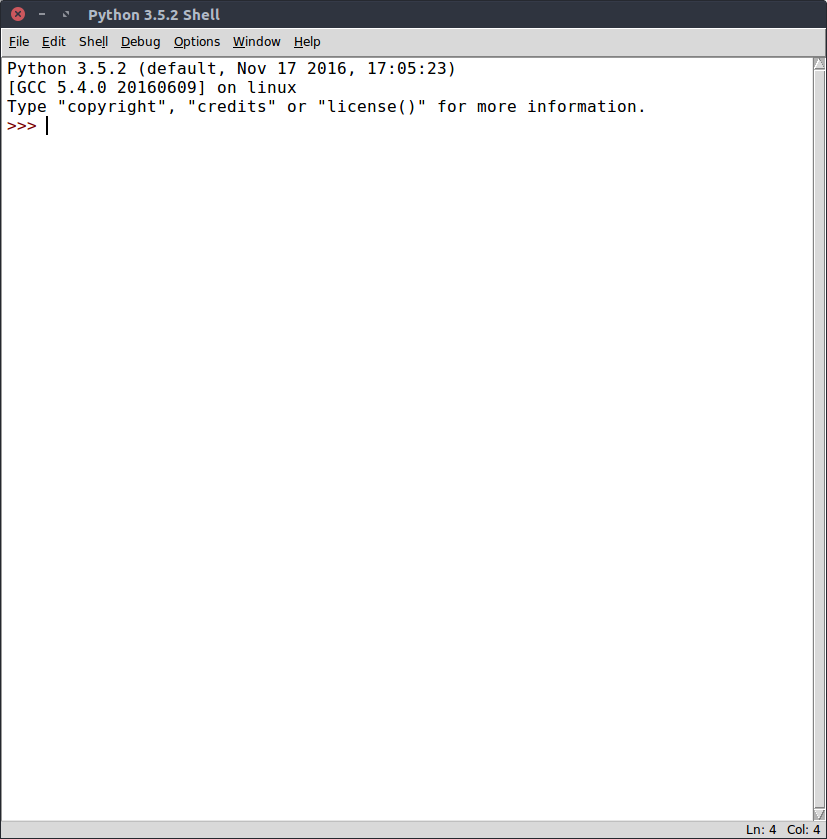 Python 3.5.2 Shell
File Edit Shell Debug Options Window Help
Python 3.5.2 (default, Nov 17 2016, 17:05:23)
[GCC 5.4.0 20160609] on linux
Type "copyright", "credits" or "license()" for more information.
>>>
Ln: 4 Col: 4